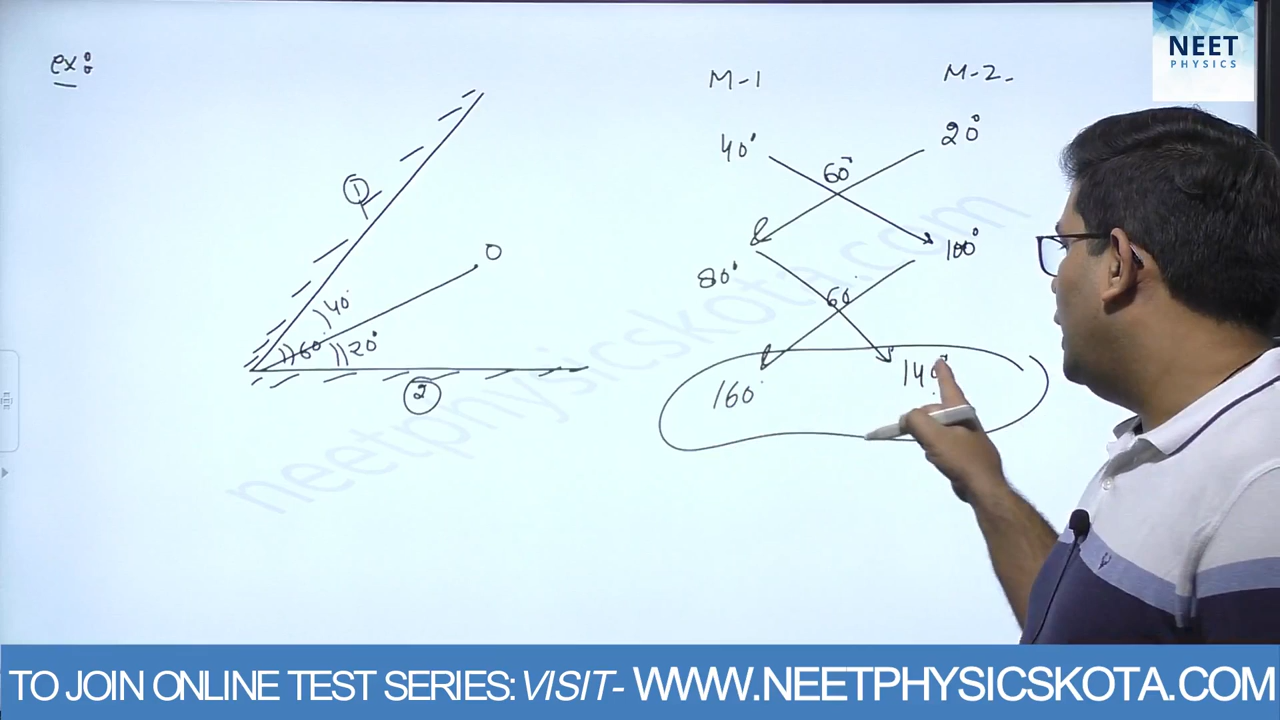 ex:
NEET
PHYSICS
M-1
M-2-
40°
20°
60°
①
O
80°
100°
40°
60°
20°
60°
②
160°
140°
neetphysicskota.com
TO JOIN ONLINE TEST SERIES: VISIT- WWW.NEETPHYSICSKOTA.COM